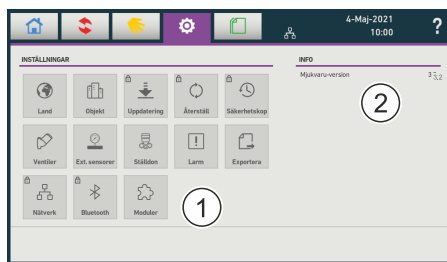 4-Maj-2021
10:00
?
INSTÄLLNINGAR
INFO
Mjukvaru-version
Land
Objekt
Uppdatering
Återställ
Säkerhetskop
Ventiler
Ext. sensorer
Ställdon
Larm
Exportera
Nätverk
Bluetooth
Moduler
1
2